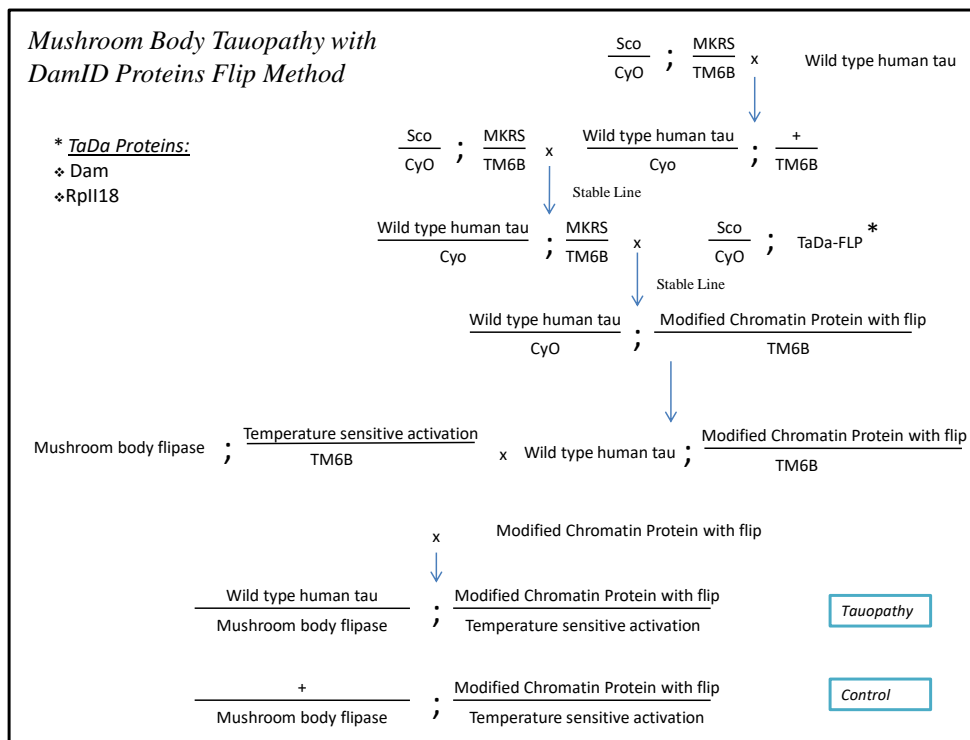 Mushroom Body Tauopathy with
DamID Proteins Flip Method
Sco
CyO
;
MKRS
TM6B
x
Wild type human tau
* TaDa Proteins:
❖ Dam
❖RpII18
Sco
CyO
;
MKRS
TM6B
x
Wild type human tau
Cyo
;
+
TM6B
Stable Line
Wild type human tau
Cyo
;
MKRS
TM6B
x
Sco
CyO
;
TaDa-FLP *
Stable Line
Wild type human tau
CyO
;
Modified Chromatin Protein with flip
TM6B
Mushroom body flipase
;
Temperature sensitive activation
TM6B
x
Wild type human tau
;
Modified Chromatin Protein with flip
TM6B
x
Modified Chromatin Protein with flip
Wild type human tau
Mushroom body flipase
;
Modified Chromatin Protein with flip
Temperature sensitive activation
Tauopathy
+
Mushroom body flipase
;
Modified Chromatin Protein with flip
Temperature sensitive activation
Control